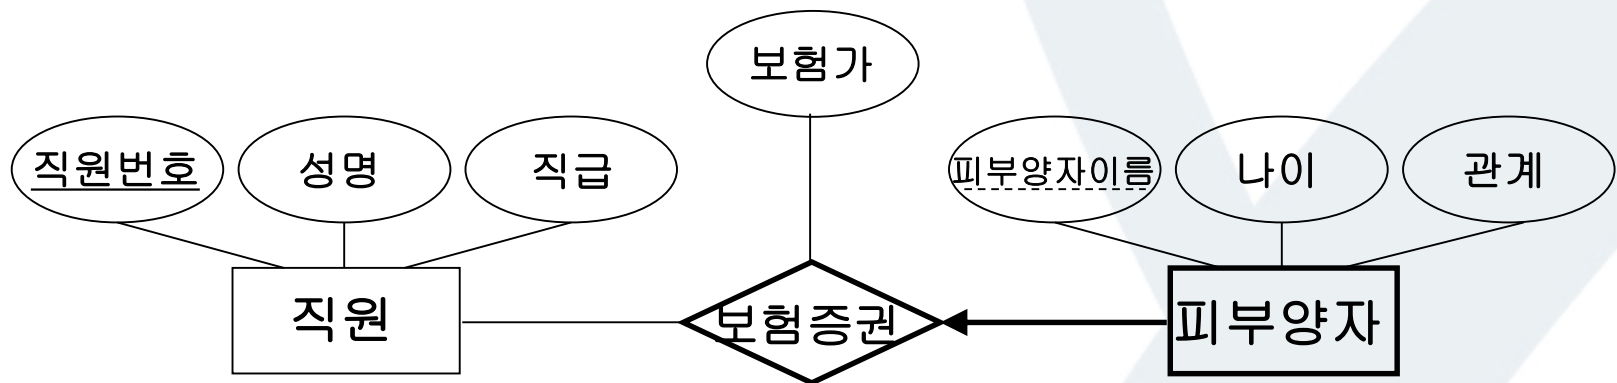 보험가
직원번호
성명
직급
피부양자이름
나이
관계
직원
보험증권
피부양자